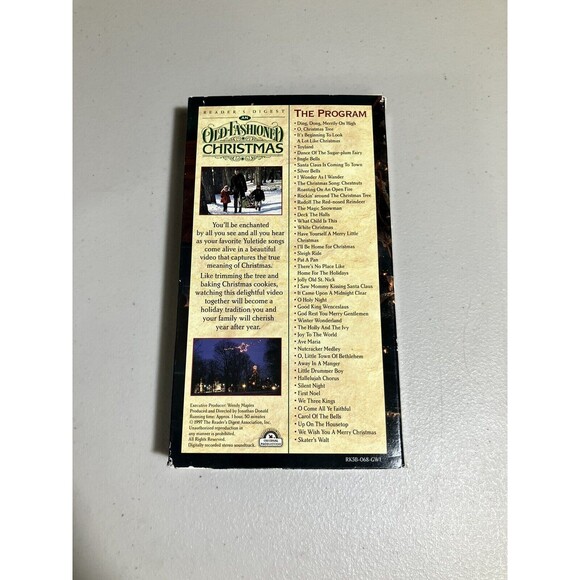 READER'S DIGEST
AN
OLD-FASHIONED
CHRISTMAS
You'll be enchanted
by all you see and all you hear
as your favorite Yuletide songs
come alive in a beautiful
video that captures the true
meaning of Christmas.
Like trimming the tree and
baking Christmas cookies,
watching this delightful video
together will become a
holiday tradition you and
your family will cherish
year after year.
Executive Producer: Wendy
Produced and Directed by Jonathan Donald
Running time: Approx. 1 hour, 50 minutes
© 1997 The Reader's Digest Association, Inc.
Unauthorized reproduction in
any manner is prohibited.
All Rights Reserved.
Digitally recorded stereo soundtrack.
THE PROGRAM
• Ding, Dong, Merrily On High
• O, Christmas Tree
• It's Beginning To Look
A Lot Like Christmas
• Toyland
• Dance Of The Sugar-plum Fairy
• Jingle Bells
• Santa Claus Is Coming To Town
• Silver Bells
• I Wonder As I Wander
• The Christmas Song: Chestnuts
Roasting On An Open Fire
• Rockin' around The Christmas Tree
• Rudolf The Red-nosed Reindeer
• The Magic Snowman
• Deck The Halls
• What Child Is This
• White Christmas
• Have Yourself A Merry Little
Christmas
• I'll Be Home For Christmas
• Sleigh Ride
• Pat A Pan
• There's No Place Like
Home For The Holidays
• Jolly Old St. Nick
• I Saw Mommy Kissing Santa Claus
• It Came Upon A Midnight Clear
• O Holy Night
• Good King Wenceslaus
• God Rest You Merry Gentlemen
• Winter Wonderland
• The Holly And The Ivy
• Joy To The World
• Ave Maria
• Nutcracker Medley
• O, Little Town Of Bethlehem
• Away In A Manger
• Little Drummer Boy
• Hallelujah Chorus
• Silent Night
• First Noel
• We Three Kings
• O Come All Ye Faithful
• Carol Of The Bells
• Up On The Housetop
• We Wish You A Merry Christmas
• Skater's Walt